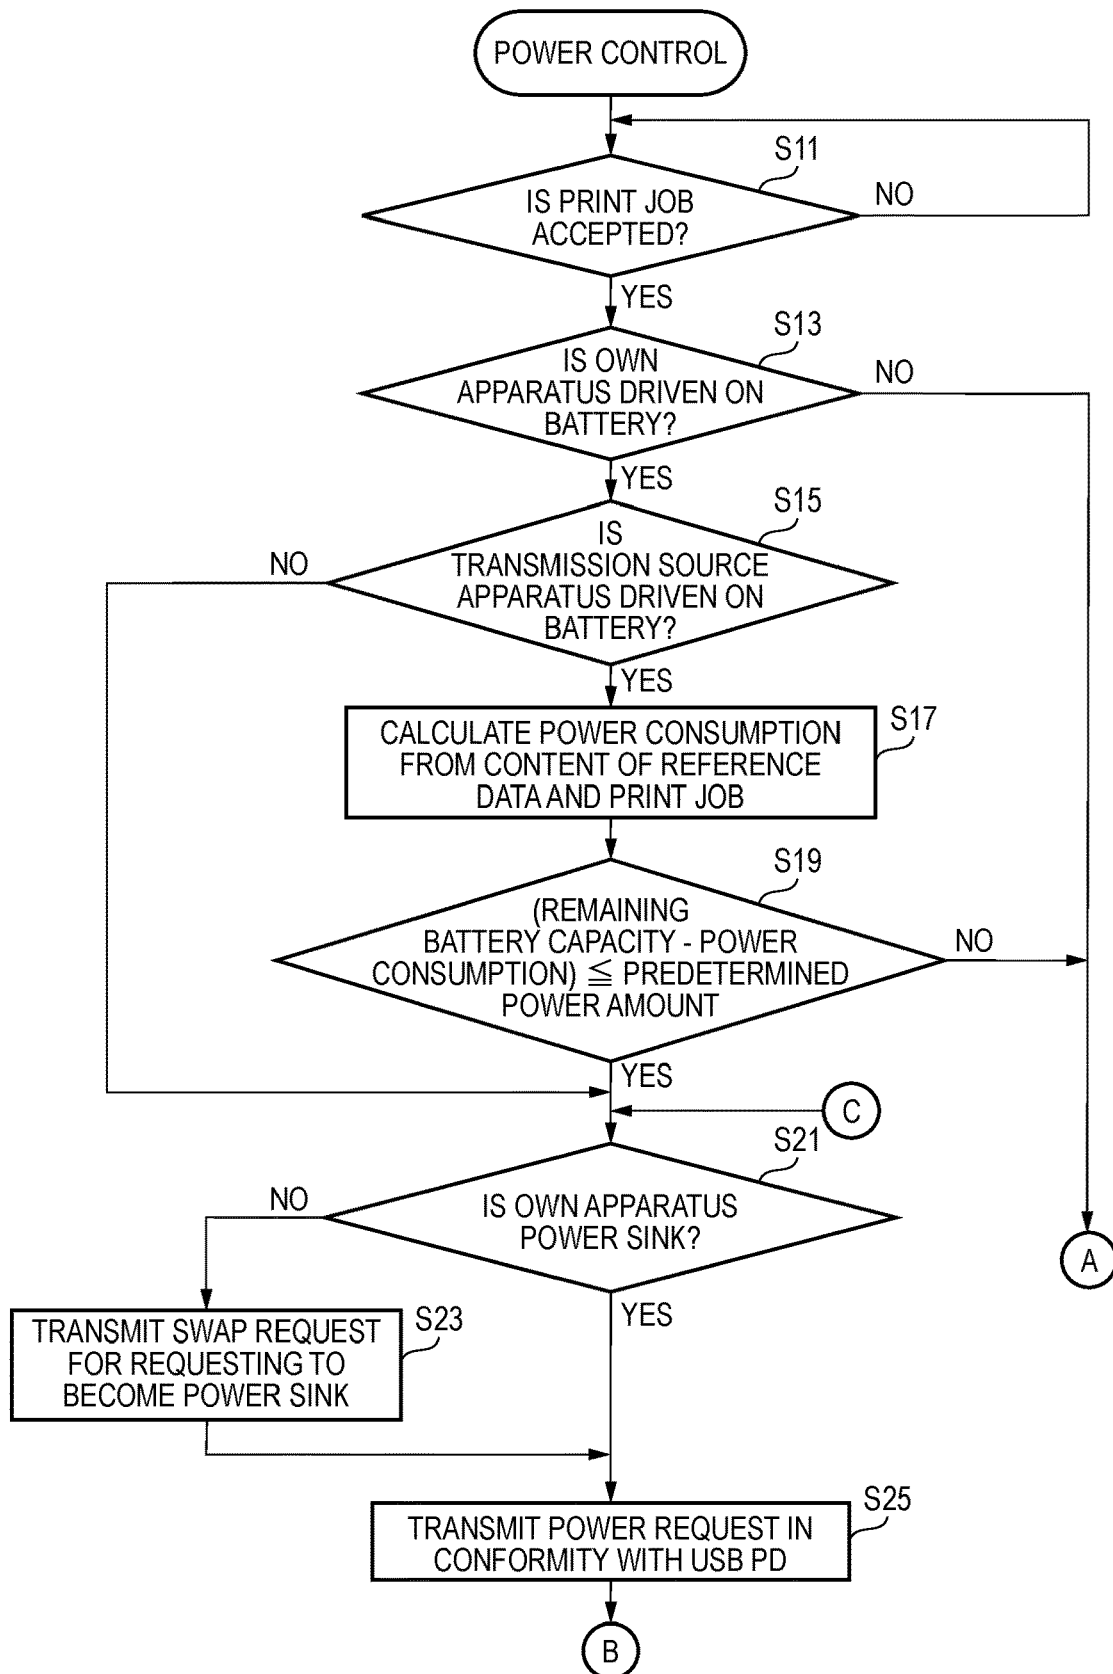 POWER CONTROL
S11
IS PRINT JOB
ACCEPTED?
NO
YES
S13
IS OWN
APPARATUS DRIVEN ON
BATTERY?
NO
YES
S15
IS
TRANSMISSION SOURCE
APPARATUS DRIVEN ON
BATTERY?
NO
YES
S17
CALCULATE POWER CONSUMPTION
FROM CONTENT OF REFERENCE
DATA AND PRINT JOB
S19
(REMAINING
BATTERY CAPACITY - POWER
CONSUMPTION) ≦ PREDETERMINED
POWER AMOUNT
NO
YES
C
S21
IS OWN APPARATUS
POWER SINK?
NO
YES
A
S23
TRANSMIT SWAP REQUEST
FOR REQUESTING TO
BECOME POWER SINK
S25
TRANSMIT POWER REQUEST IN
CONFORMITY WITH USB PD
B